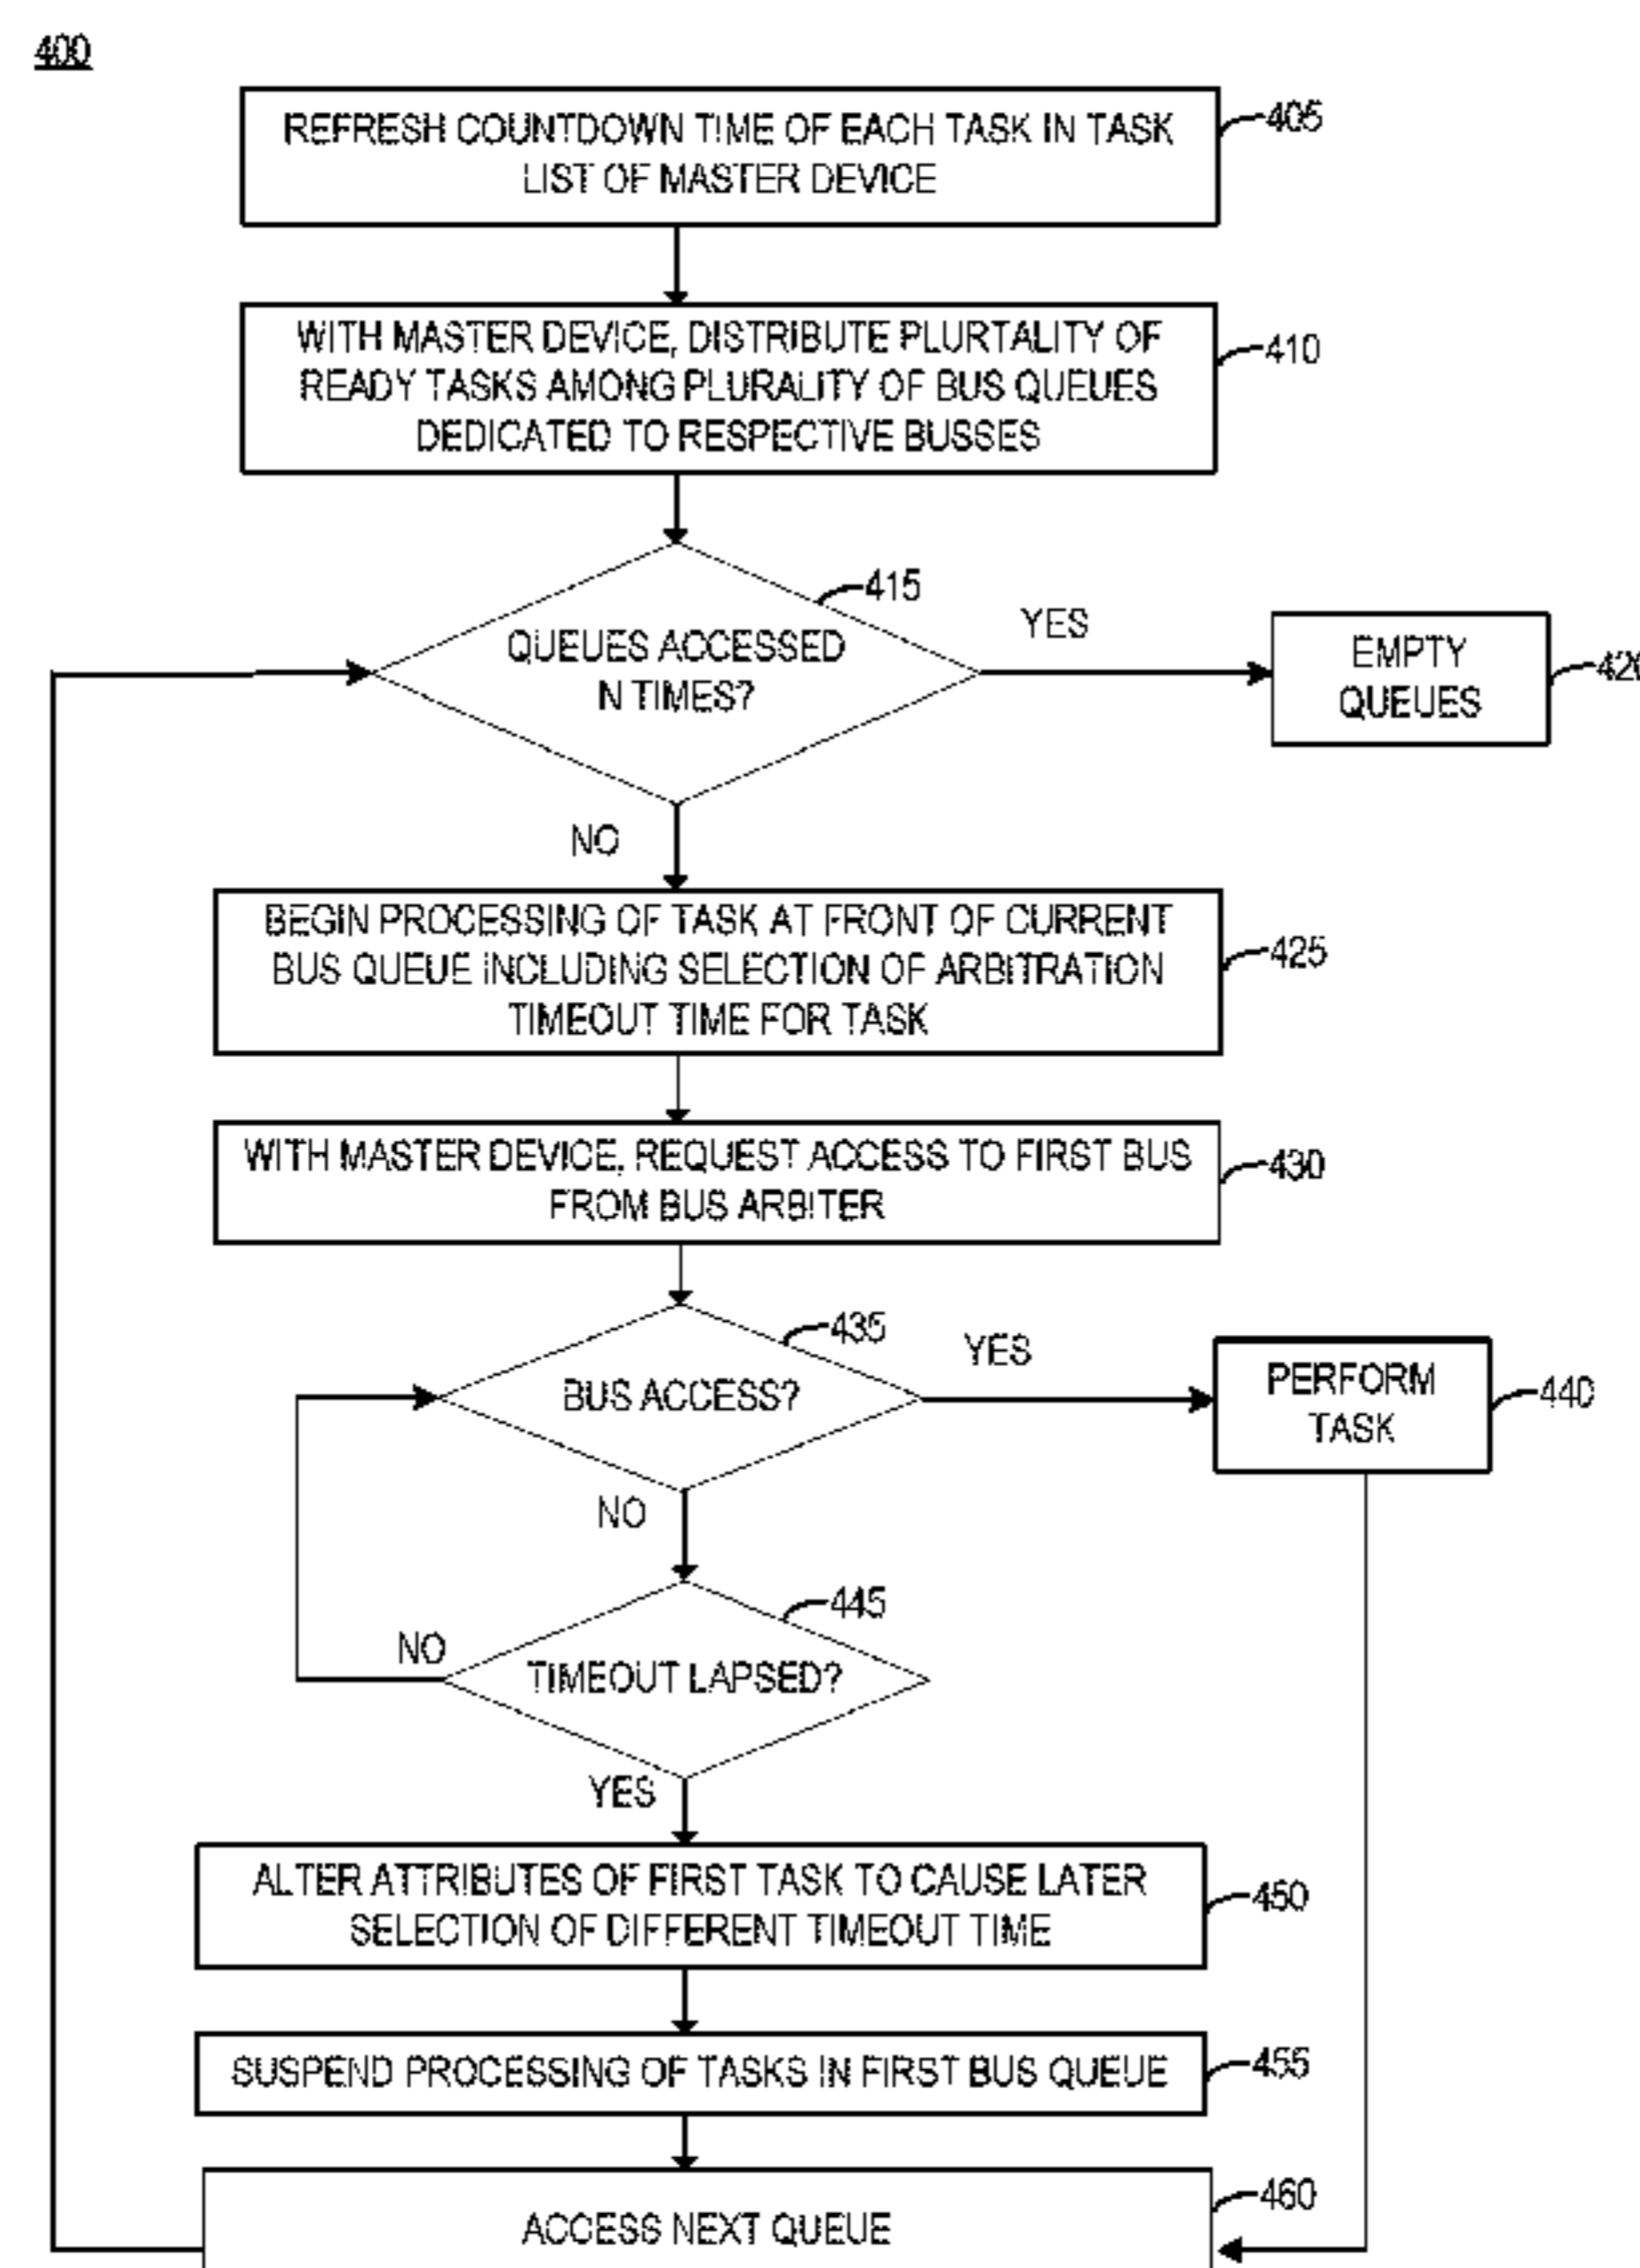 400
REFRESH COUNTDOWN TIME OF EACH TASK IN TASK
LIST OF MASTER DEVICE
405
WITH MASTER DEVICE, DISTRIBUTE PLURTALITY OF
READY TASKS AMONG PLURALITY OF BUS QUEUES
DEDICATED TO RESPECTIVE BUSSES
410
415
QUEUES ACCESSED
N TIMES?
YES
EMPTY
QUEUES
420
NO
BEGIN PROCESSING OF TASK AT FRONT OF CURRENT
BUS QUEUE INCLUDING SELECTION OF ARBITRATION
TIMEOUT TIME FOR TASK
425
WITH MASTER DEVICE, REQUEST ACCESS TO FIRST BUS
FROM BUS ARBITER
430
435
BUS ACCESS?
YES
PERFORM
TASK
440
NO
445
NO
TIMEOUT LAPSED?
YES
ALTER ATTRIBUTES OF FIRST TASK TO CAUSE LATER
SELECTION OF DIFFERENT TIMEOUT TIME
450
SUSPEND PROCESSING OF TASKS IN FIRST BUS QUEUE
455
ACCESS NEXT QUEUE
460